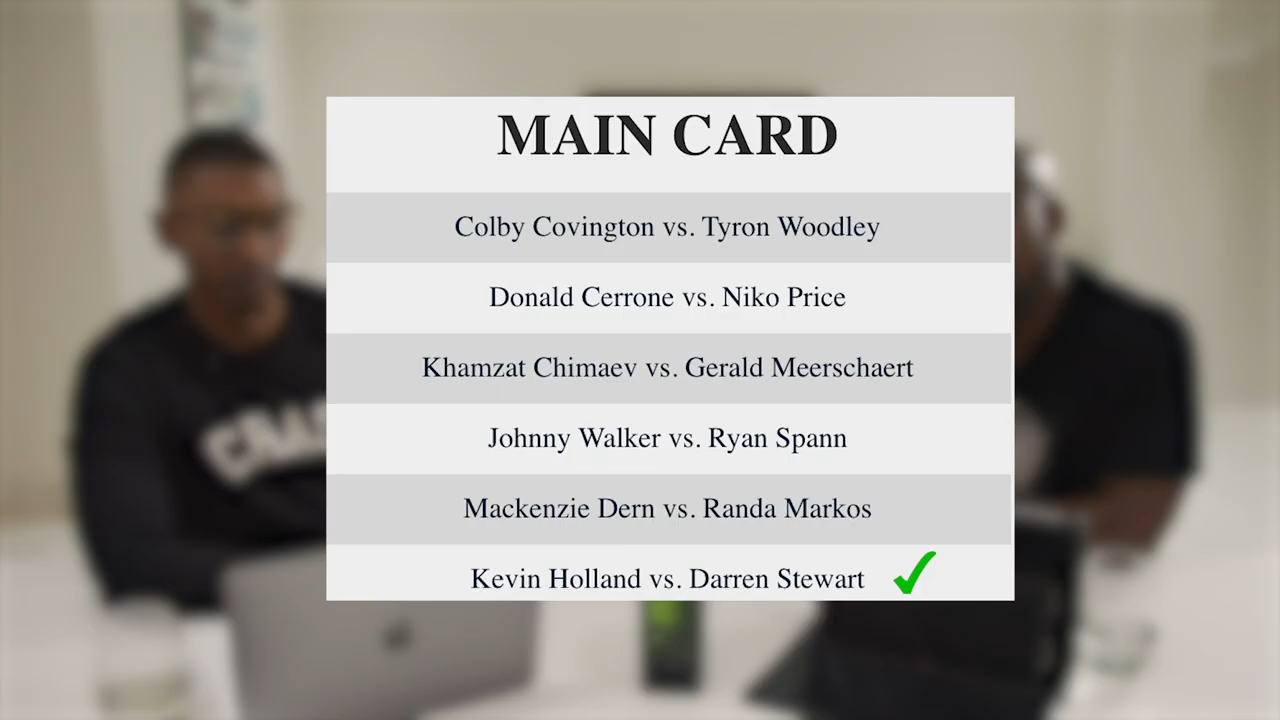 MAIN CARD
Colby Covington vs. Tyron Woodley
Donald Cerrone vs. Niko Price
Khamzat Chimaev vs. Gerald Meerschaert
Johnny Walker vs. Ryan Spann
Mackenzie Dern vs. Randa Markos
Kevin Holland vs. Darren Stewart